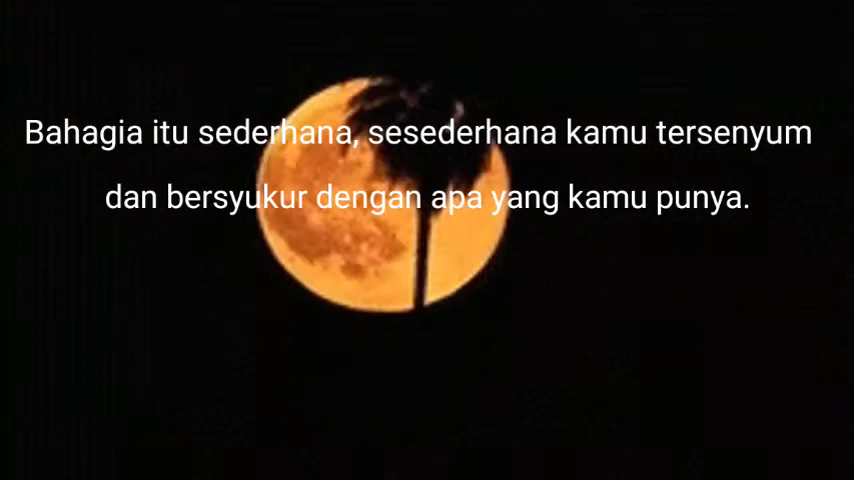 Bahagia itu sederhana, sesederhana kamu tersenyum
dan bersyukur dengan apa yang kamu punya.